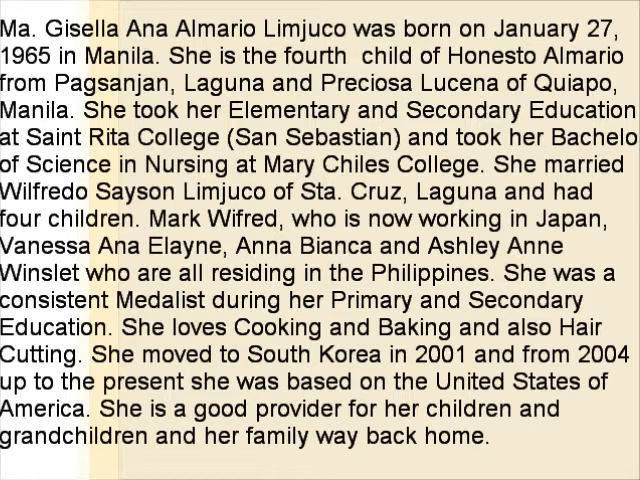 Ma. Gisella Ana Almario Limjuco was born on January 27,
1965 in Manila. She is the fourth  child of Honesto Almario
from Pagsanjan, Laguna and Preciosa Lucena of Quiapo,
Manila. She took her Elementary and Secondary Education
at Saint Rita College (San Sebastian) and took her Bachelo
of Science in Nursing at Mary Chiles College. She married
Wilfredo Sayson Limjuco of Sta. Cruz, Laguna and had
four children. Mark Wifred, who is now working in Japan,
Vanessa Ana Elayne, Anna Bianca and Ashley Anne
Winslet who are all residing in the Philippines. She was a
consistent Medalist during her Primary and Secondary
Education. She loves Cooking and Baking and also Hair
Cutting. She moved to South Korea in 2001 and from 2004
up to the present she was based on the United States of
America. She is a good provider for her children and
grandchildren and her family way back home.